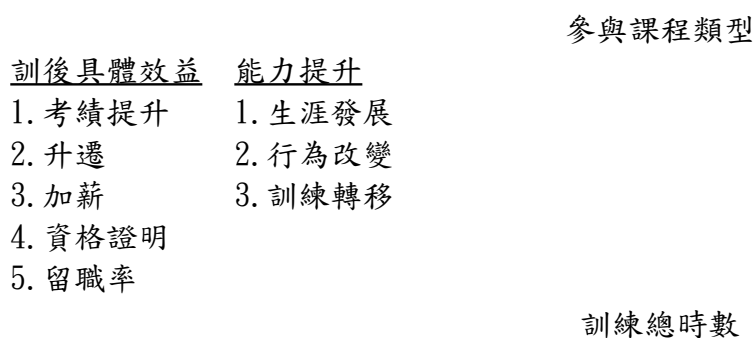 參與課程類型
訓後具體效益 能力提升
1.考績提升 1.生涯發展
2.升遷 2.行為改變
3.加薪 3.訓練轉移
4.資格證明
5.留職率
訓練總時數